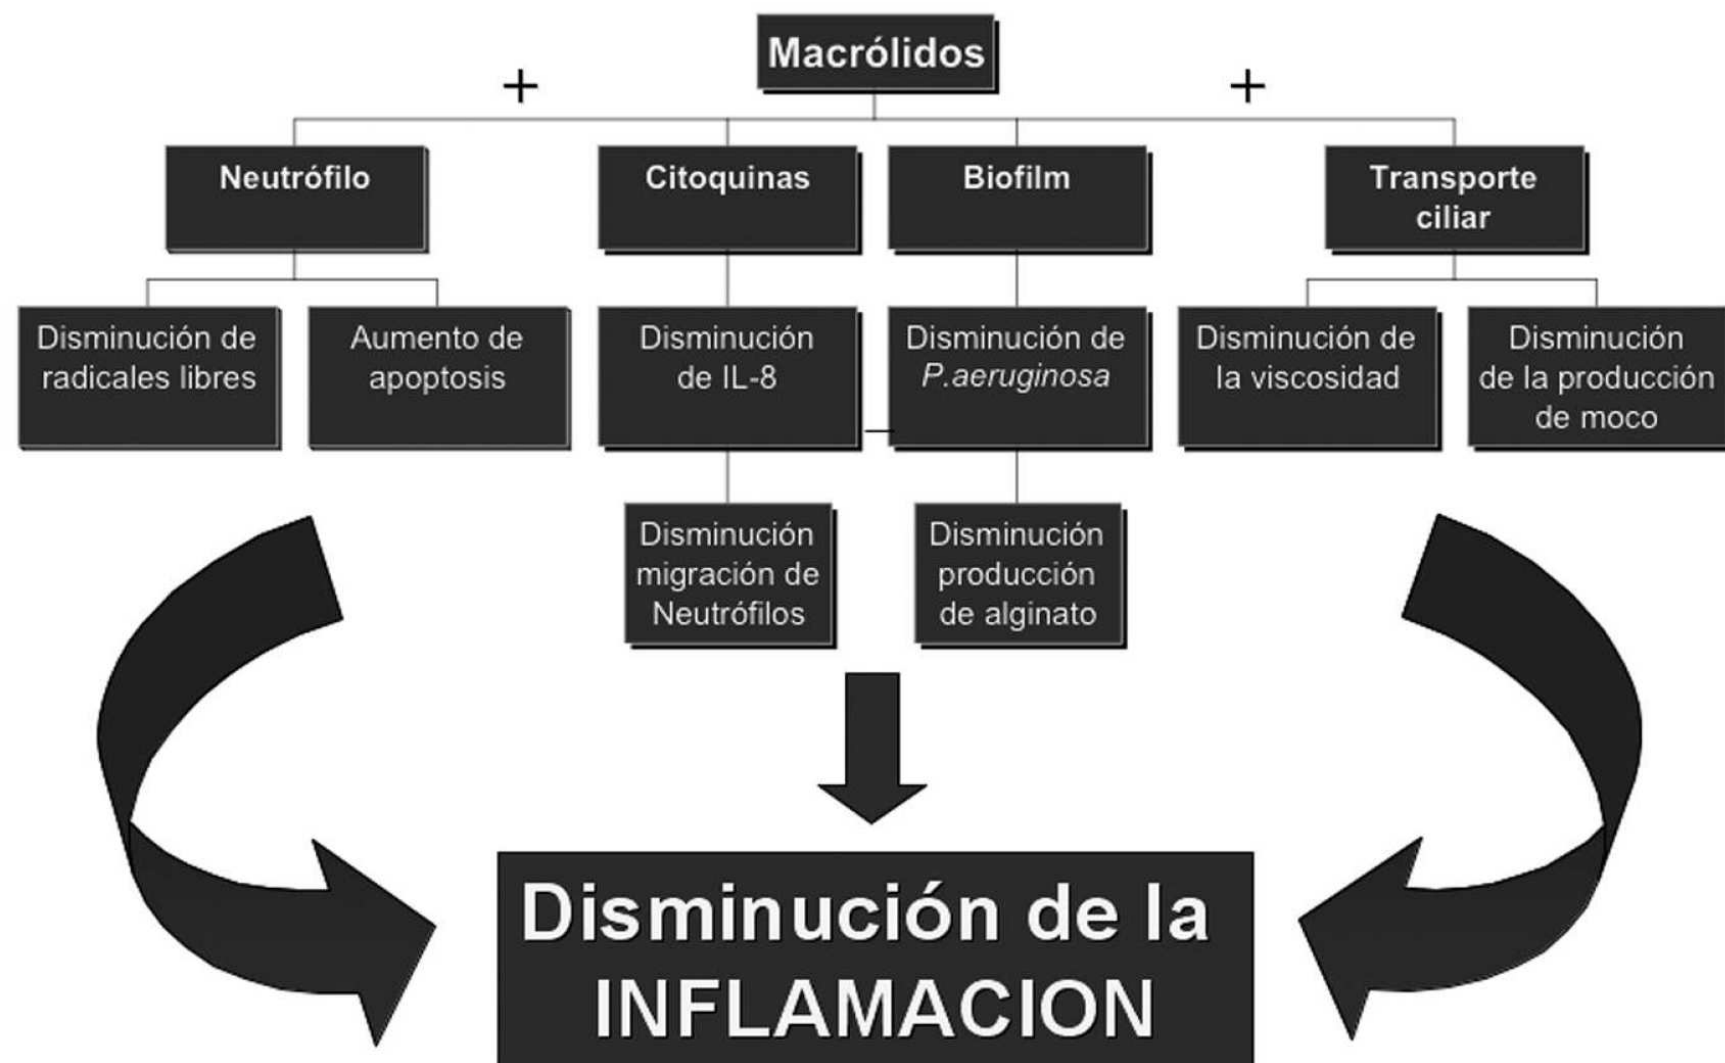 Macrólidos
+
+
Neutrófilo
Citoquinas
Biofilm
Transporte
ciliar
Disminución de
radicales libres
Aumento de
apoptosis
Disminución
de IL-8
Disminución de
P.aeruginosa
Disminución de
la viscosidad
Disminución
de la producción
de moco
–
Disminución
migración de
Neutrófilos
Disminución
producción
de alginato
Disminución de la
INFLAMACION